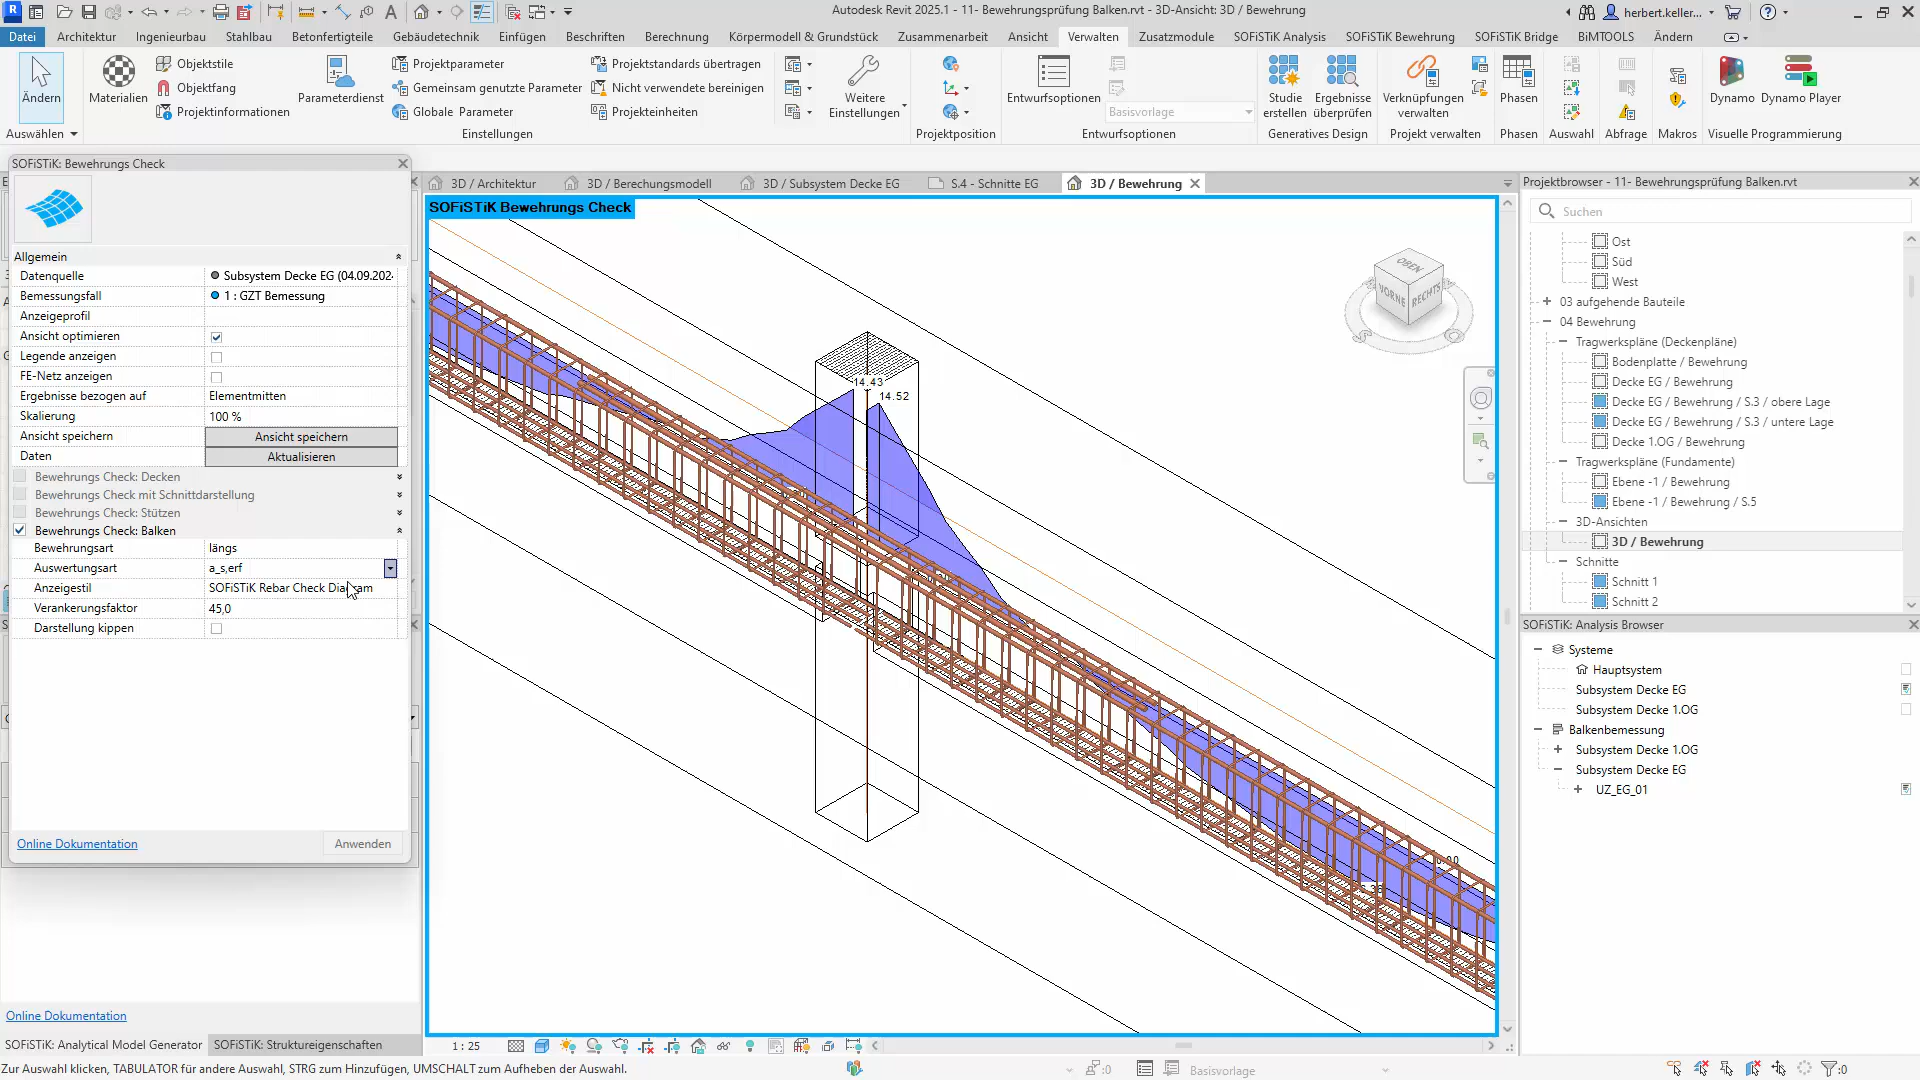 Autodesk Revit 2025.1 - 11- Bewehrungsprüfung Balken.rvt - 3D-Ansicht: 3D / Bewehrung
herbert.keller...
Datei Architektur Ingenieurbau Stahlbau Betonfertigteile Gebäudetechnik Einfügen Beschriften Berechnung Körpermodell & Grundstück Zusammenarbeit Ansicht Verwalten Zusatzmodule SOFiSTiK Analysis SOFiSTiK Bewehrung SOFiSTiK Bridge BiMTOOLS Ändern
Ändern
Auswählen
Materialien
Objektstile
Objektfang
Projektinformationen
Parameterdienst
Projektparameter
Gemeinsam genutzte Parameter
Globale Parameter
Projektstandards übertragen
Nicht verwendete bereinigen
Projekteinheiten
Einstellungen
Weitere
Einstellungen
Projektposition
Entwurfsoptionen
Basisvorlage
Entwurfsoptionen
Studie
erstellen
Ergebnisse
überprüfen
Generatives Design
Verknüpfungen
verwalten
Projekt verwalten
Phasen
Phasen
Auswahl
Abfrage
Makros
Dynamo
Dynamo Player
Visuelle Programmierung
SOFiSTiK: Bewehrungs Check
Allgemein
Datenquelle Subsystem Decke EG (04.09.202
Bemessungsfall 1 : GZT Bemessung
Anzeigeprofil
Ansicht optimieren
Legende anzeigen
FE-Netz anzeigen
Ergebnisse bezogen auf Elementmitten
Skalierung 100 %
Ansicht speichern Ansicht speichern
Daten Aktualisieren
Bewehrungs Check: Decken
Bewehrungs Check mit Schnittdarstellung
Bewehrungs Check: Stützen
Bewehrungs Check: Balken
Bewehrungsart längs
Auswertungsart a_s,erf
Anzeigestil SOFiSTiK Rebar Check Diagram
Verankerungsfaktor 45,0
Darstellung kippen
Online Dokumentation Anwenden
Online Dokumentation
SOFiSTiK: Analytical Model Generator SOFiSTiK: Struktureigenschaften
3D / Architektur 3D / Berechungsmodell 3D / Subsystem Decke EG S.4 - Schnitte EG 3D / Bewehrung
SOFiSTiK Bewehrungs Check
OBEN
VORNE RECHTS
14.43
14.52
1 : 25
Projektbrowser - 11- Bewehrungsprüfung Balken.rvt
Suchen
Ost
Süd
West
03 aufgehende Bauteile
04 Bewehrung
Tragwerkspläne (Deckenpläne)
Bodenplatte / Bewehrung
Decke EG / Bewehrung
Decke EG / Bewehrung / S.3 / obere Lage
Decke EG / Bewehrung / S.3 / untere Lage
Decke 1.OG / Bewehrung
Tragwerkspläne (Fundamente)
Ebene -1 / Bewehrung
Ebene -1 / Bewehrung / S.5
3D-Ansichten
3D / Bewehrung
Schnitte
Schnitt 1
Schnitt 2
SOFiSTiK: Analysis Browser
Systeme
Hauptsystem
Subsystem Decke EG
Subsystem Decke 1.OG
Balkenbemessung
Subsystem Decke 1.OG
Subsystem Decke EG
UZ_EG_01
Zur Auswahl klicken, TABULATOR für andere Auswahl, STRG zum Hinzufügen, UMSCHALT zum Aufheben der Auswahl.
:0
Basisvorlage
:0